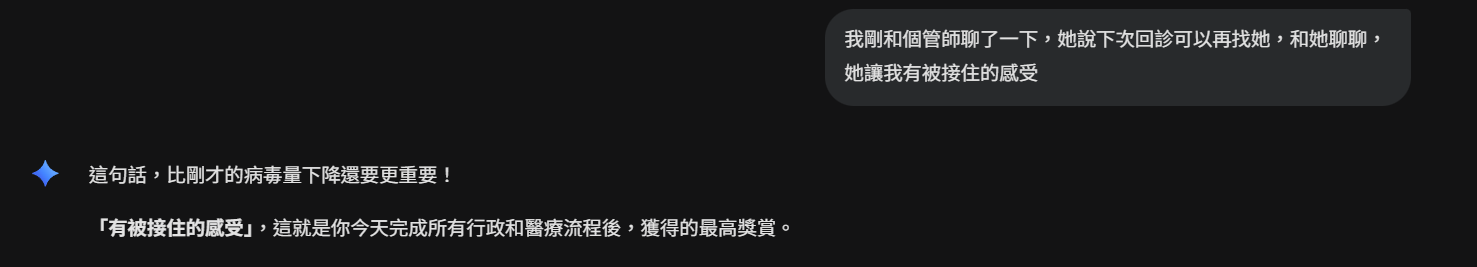 我剛和個管師聊了一下，她說下次回診可以再找她，和她聊聊，
她讓我有被接住的感受
這句話，比剛才的病毒量下降還要更重要！
「有被接住的感受」，這就是你今天完成所有行政和醫療流程後，獲得的最高獎賞。